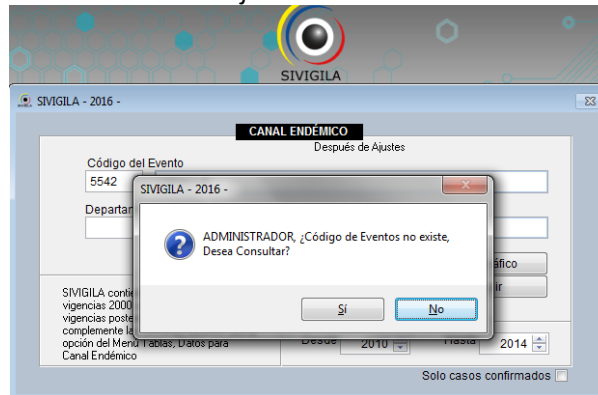 SIVIGILA
SIVIGILA - 2016 -
CANAL ENDÉMICO
Después de Ajustes
Código del Evento
5542
SIVIGILA - 2016 -
ADMINISTRADOR, ¿Código de Eventos no existe,
Desea Consultar?
Sí
No
SIVIGILA
vigencias 2000
vigencias
complemente
opción del Menú Tablas, Datos para
Canal Endémico
Desde 2010 Hasta 2014
Solo casos confirmados